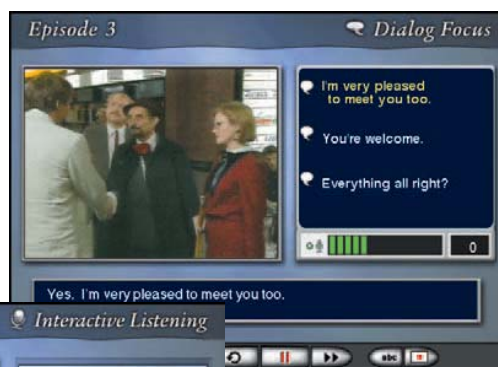 Episode 3
Dialog Focus
I'm very pleased
to meet you too.
You're welcome.
Everything all right?
0
Yes. I'm very pleased to meet you too.
Interactive Listening
abc